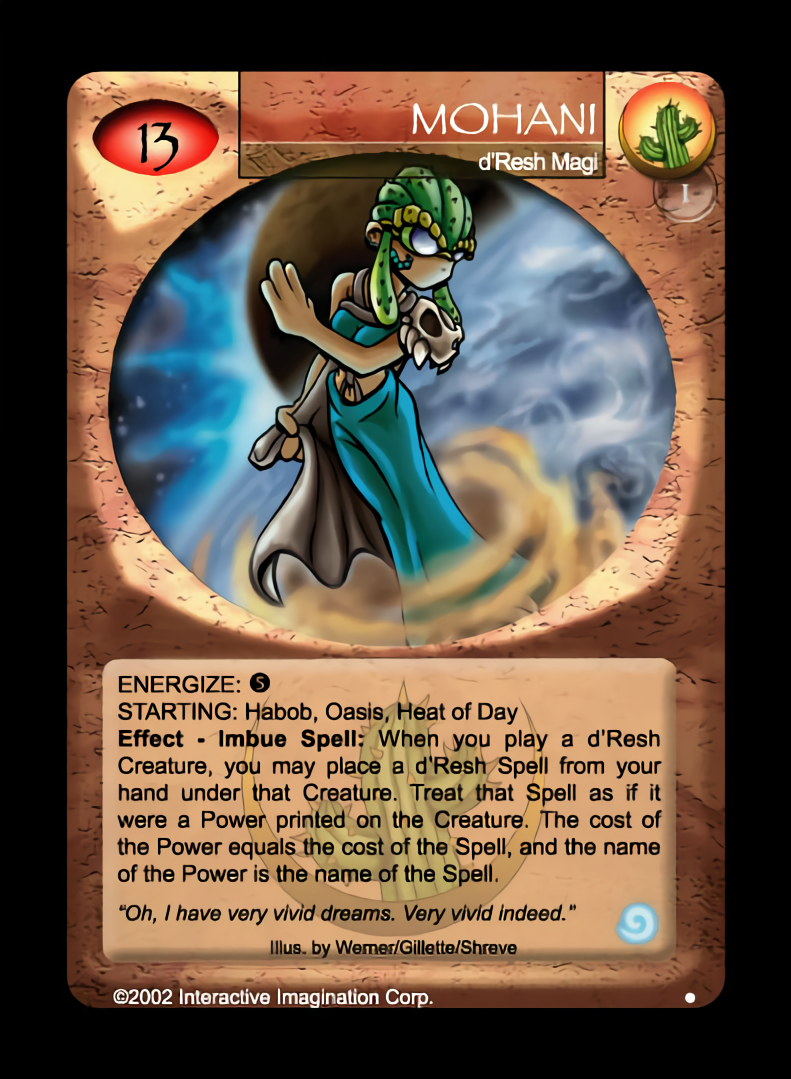 13
MOHANI
d'Resh Magi
I
ENERGIZE: 5
STARTING: Habob, Oasis, Heat of Day
Effect - Imbue Spell: When you play a d'Resh
Creature, you may place a d'Resh Spell from your
hand under that Creature. Treat that Spell as if it
were a Power printed on the Creature. The cost of
the Power equals the cost of the Spell, and the name
of the Power is the name of the Spell.
"Oh, I have very vivid dreams. Very vivid indeed."
Illus. by Werner/Gillette/Shreve
©2002 Interactive Imagination Corp.